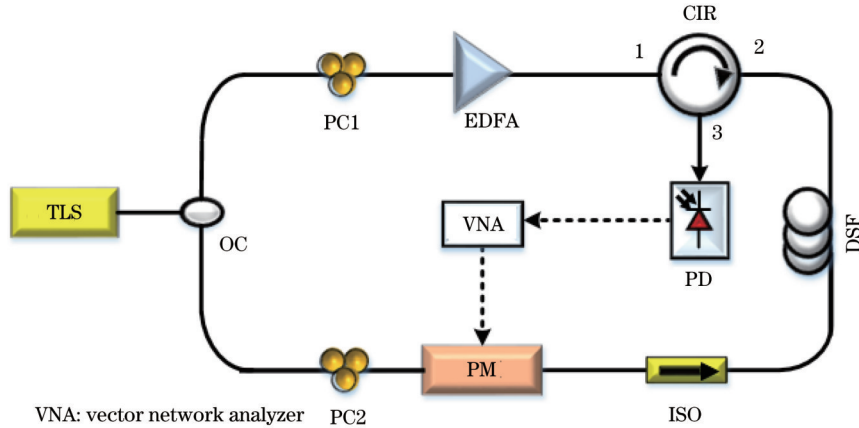 CIR
1
2
PC1
EDFA
3
TLS
OC
VNA
PD
DSF
PM
PC2
ISO
VNA: vector network analyzer